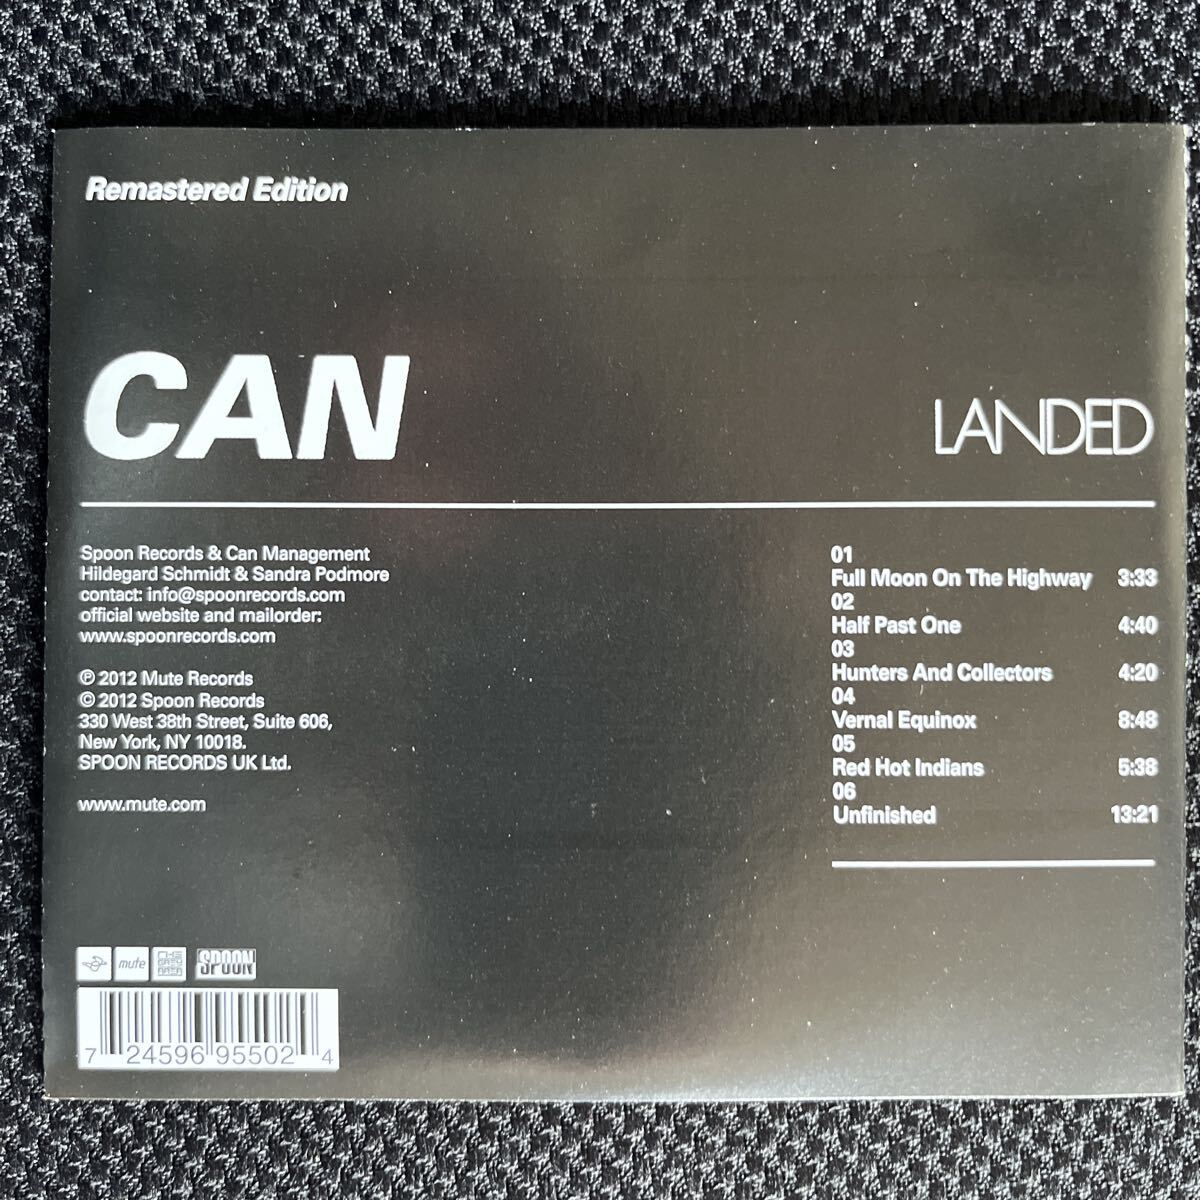 Remastered Edition
CAN
LANDED
Spoon Records & Can Management
Hildegard Schmidt & Sandra Podmore
contact: info@spoonrecords.com
official website and mailorder:
www.spoonrecords.com
℗ 2012 Mute Records
© 2012 Spoon Records
330 West 38th Street, Suite 606,
New York, NY 10018.
SPOON RECORDS UK Ltd.
www.mute.com
01
Full Moon On The Highway 3:33
02
Half Past One 4:40
03
Hunters And Collectors 4:20
04
Vernal Equinox 8:48
05
Red Hot Indians 5:38
06
Unfinished 13:21
mute
SPOON
7 24596 95502 4